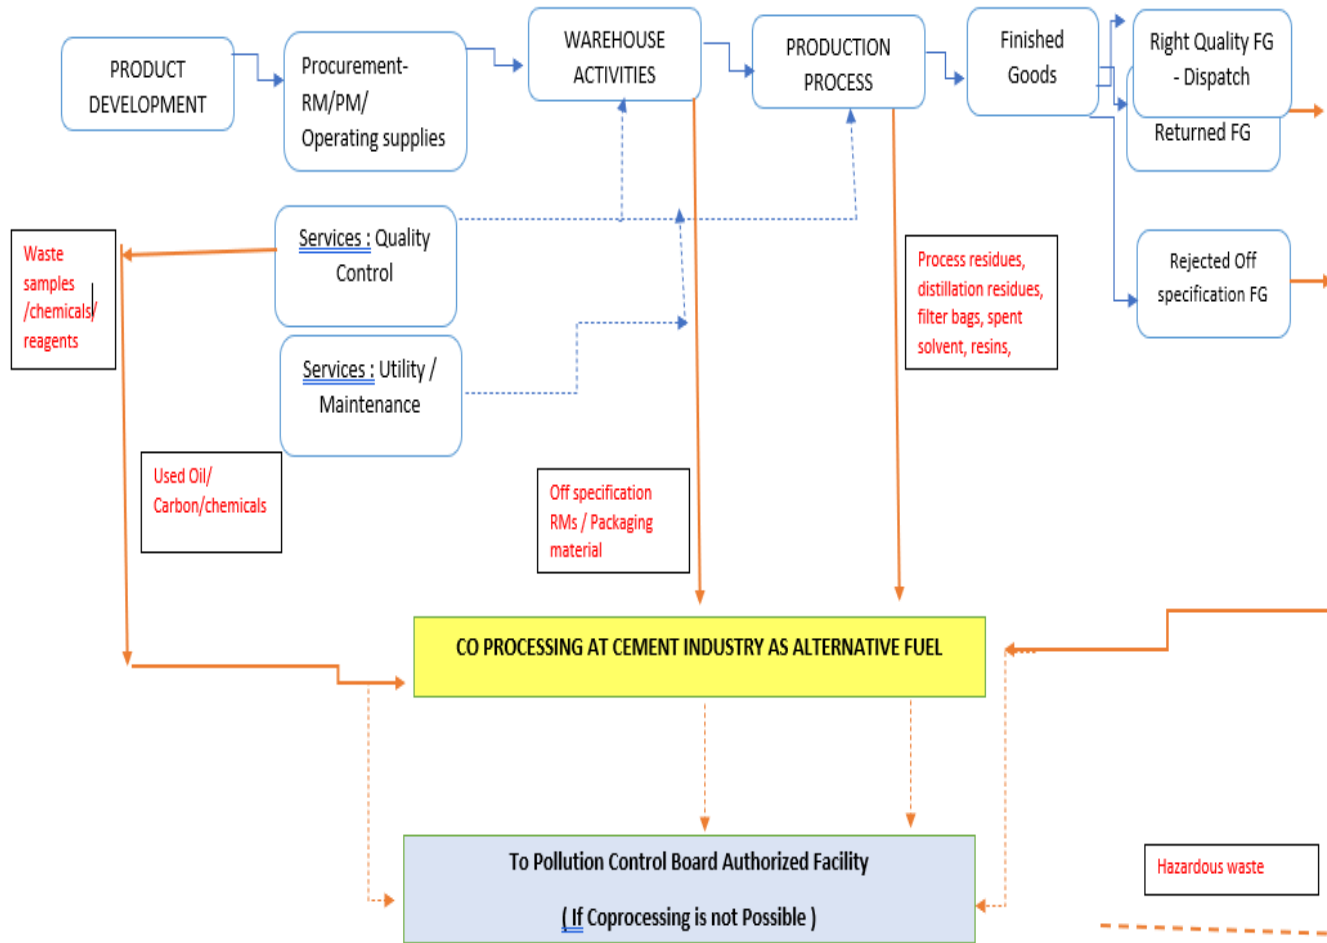 PRODUCT
DEVELOPMENT
Procurement-
RM/PM/
Operating supplies
WAREHOUSE
ACTIVITIES
PRODUCTION
PROCESS
Finished
Goods
Right Quality FG
- Dispatch
Returned FG
Waste
samples
/chemicals/
reagents
Services : Quality
Control
Process residues,
distillation residues,
filter bags, spent
solvent, resins,
Rejected Off
specification FG
Services : Utility /
Maintenance
Used Oil/
Carbon/chemicals
Off specification
RMs / Packaging
material
CO PROCESSING AT CEMENT INDUSTRY AS ALTERNATIVE FUEL
To Pollution Control Board Authorized Facility
( If Coprocessing is not Possible )
Hazardous waste